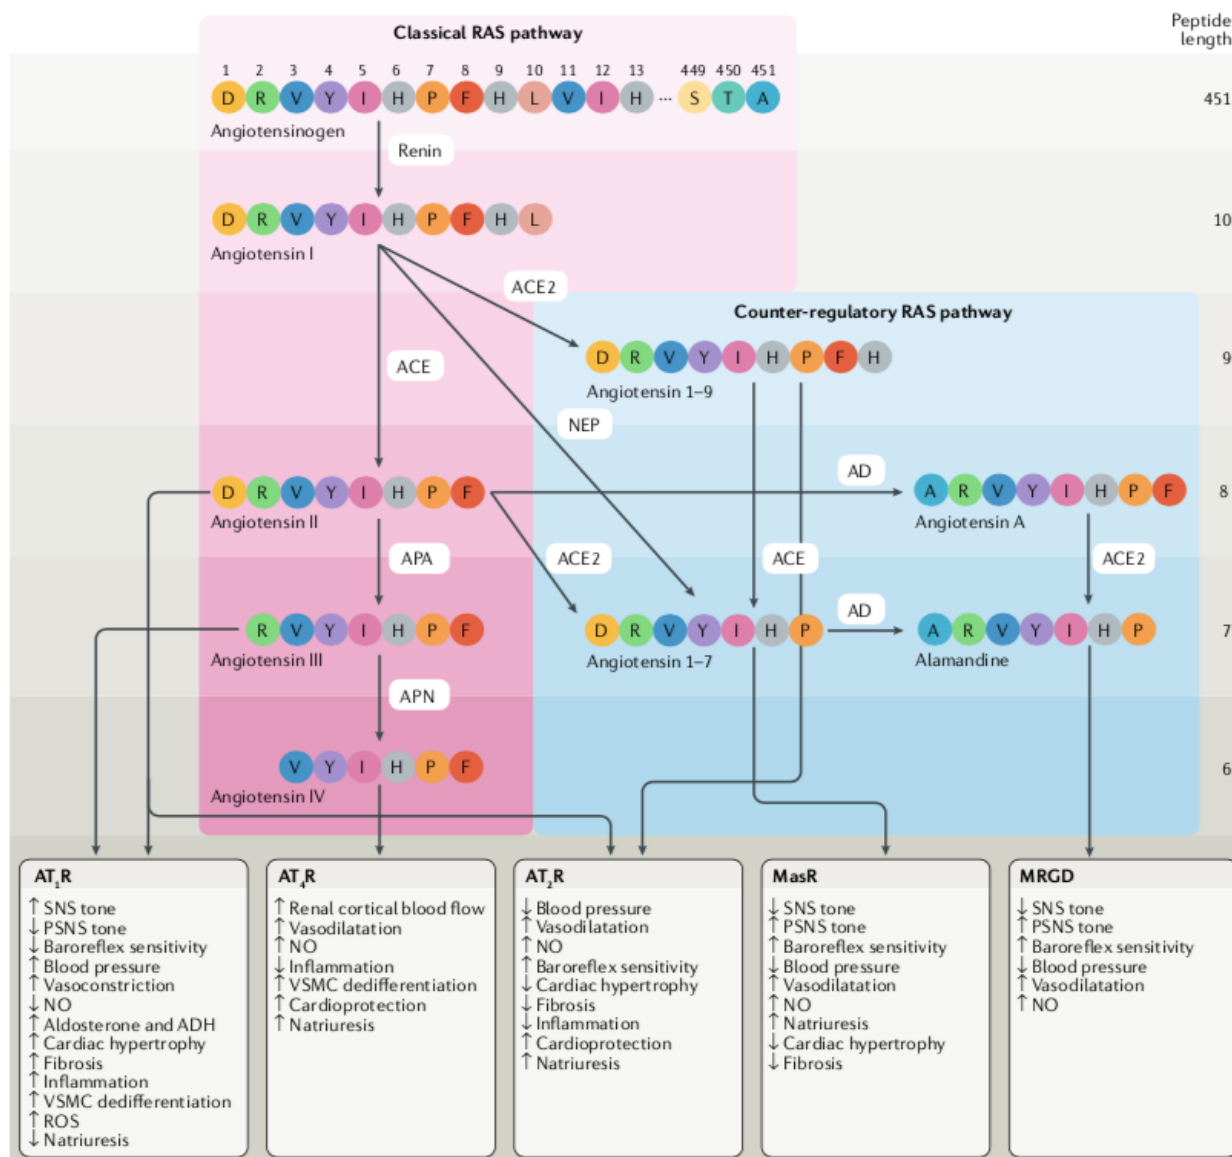 Classical RAS pathway
Peptide
length
1 2 3 4 5 6 7 8 9 10 11 12 13 449 450 451
D R V Y I H P F H L V I H ... S T A
451
Angiotensinogen
Renin
D R V Y I H P F H L
10
Angiotensin I
ACE2
Counter-regulatory RAS pathway
D R V Y I H P F H
9
ACE
Angiotensin 1–9
NEP
AD
D R V Y I H P F
A R V Y I H P F
8
Angiotensin II
Angiotensin A
APA
ACE2
ACE
ACE2
AD
R V Y I H P F
D R V Y I H P
A R V Y I H P
7
Angiotensin III
Angiotensin 1–7
Alamandine
APN
V Y I H P F
6
Angiotensin IV
AT₁R
↑ SNS tone
↓ PSNS tone
↓ Baroreflex sensitivity
↑ Blood pressure
↑ Vasoconstriction
↓ NO
↑ Aldosterone and ADH
↑ Cardiac hypertrophy
↑ Fibrosis
↑ Inflammation
↑ VSMC dedifferentiation
↑ ROS
↓ Natriuresis
AT₄R
↑ Renal cortical blood flow
↑ Vasodilatation
↑ NO
↓ Inflammation
↑ VSMC dedifferentiation
↑ Cardioprotection
↑ Natriuresis
AT₂R
↓ Blood pressure
↑ Vasodilatation
↑ NO
↑ Baroreflex sensitivity
↓ Cardiac hypertrophy
↓ Fibrosis
↓ Inflammation
↑ Cardioprotection
↑ Natriuresis
MasR
↓ SNS tone
↑ PSNS tone
↑ Baroreflex sensitivity
↓ Blood pressure
↑ Vasodilatation
↑ NO
↑ Natriuresis
↓ Cardiac hypertrophy
↓ Fibrosis
MRGD
↓ SNS tone
↑ PSNS tone
↑ Baroreflex sensitivity
↓ Blood pressure
↑ Vasodilatation
↑ NO